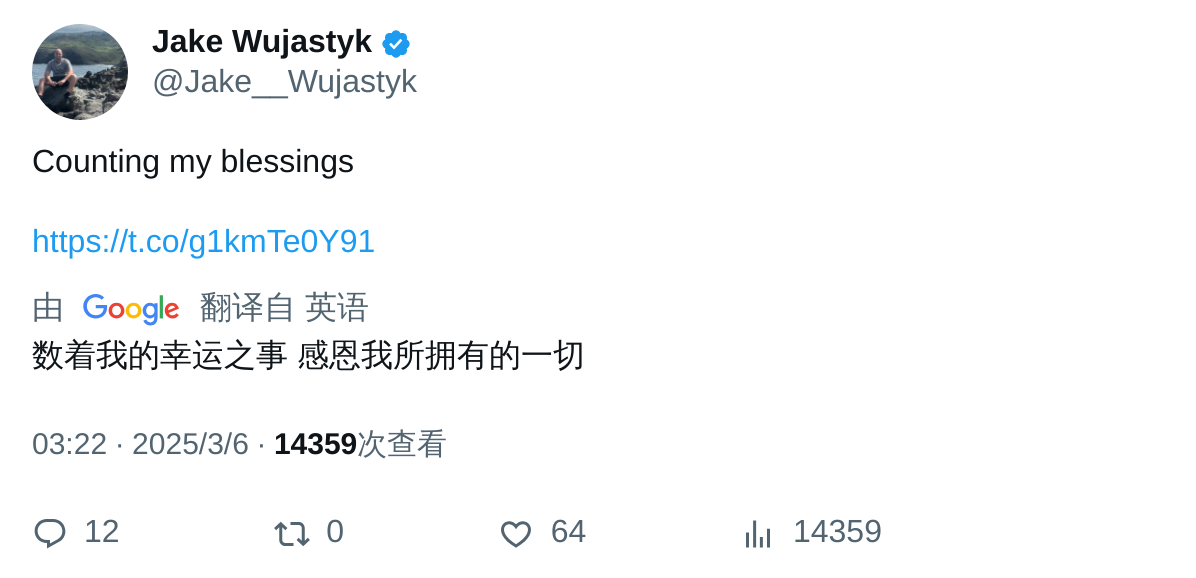 Jake Wujastyk
@Jake__Wujastyk
Counting my blessings
https://t.co/g1kmTe0Y91
由 Google 翻译自 英语
数着我的幸运之事 感恩我所拥有的一切
03:22 · 2025/3/6 · 14359次查看
12 0 64 14359